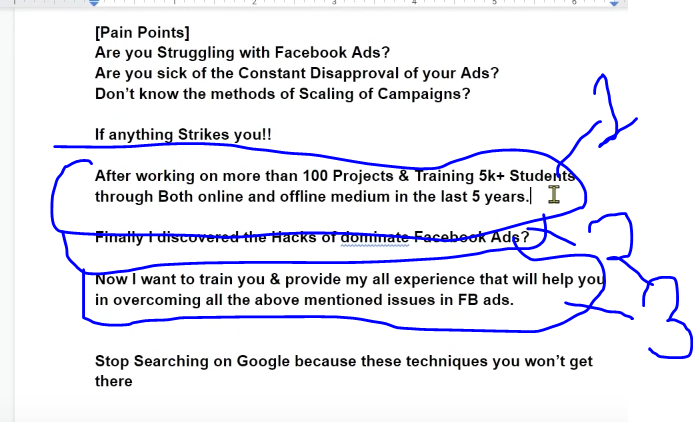 [Pain Points]
Are you Struggling with Facebook Ads?
Are you sick of the Constant Disapproval of your Ads?
Don't know the methods of Scaling of Campaigns?
If anything Strikes you!!
After working on more than 100 Projects & Training 5k+ Students
through Both online and offline medium in the last 5 years.
Finally I discovered the Hacks of dominate Facebook Ads?
Now I want to train you & provide my all experience that will help you
in overcoming all the above mentioned issues in FB ads.
Stop Searching on Google because these techniques you won't get
there
1
2
3